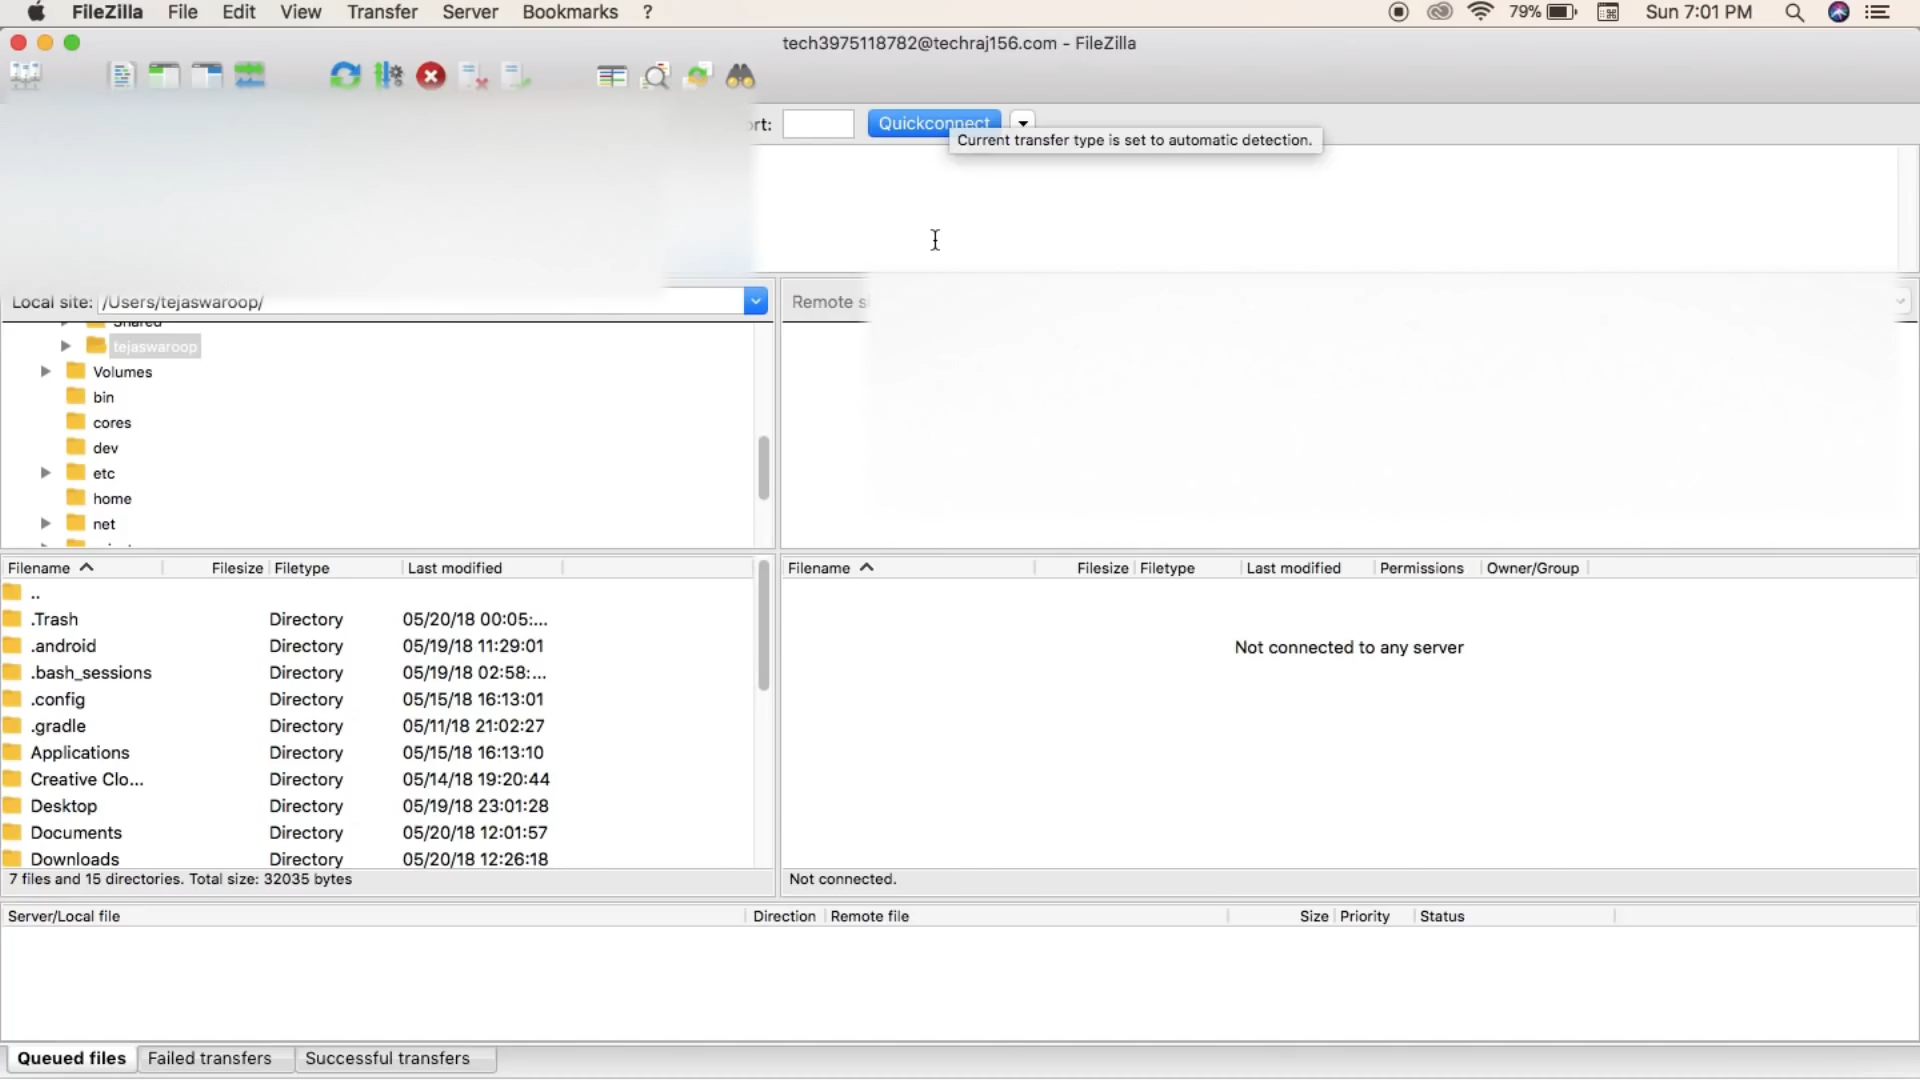 FileZilla File Edit View Transfer Server Bookmarks ? 79% Sun 7:01 PM
tech3975118782@techraj156.com - FileZilla
rt: Quickconnect
Current transfer type is set to automatic detection.
Local site: /Users/tejaswaroop/
Remote s
Shared
tejaswaroop
Volumes
bin
cores
dev
etc
home
net
Filename Filesize Filetype Last modified
..
.Trash Directory 05/20/18 00:05:...
.android Directory 05/19/18 11:29:01
.bash_sessions Directory 05/19/18 02:58:...
.config Directory 05/15/18 16:13:01
.gradle Directory 05/11/18 21:02:27
Applications Directory 05/15/18 16:13:10
Creative Clo... Directory 05/14/18 19:20:44
Desktop Directory 05/19/18 23:01:28
Documents Directory 05/20/18 12:01:57
Downloads Directory 05/20/18 12:26:18
7 files and 15 directories. Total size: 32035 bytes
Filename Filesize Filetype Last modified Permissions Owner/Group
Not connected to any server
Not connected.
Server/Local file Direction Remote file Size Priority Status
Queued files Failed transfers Successful transfers